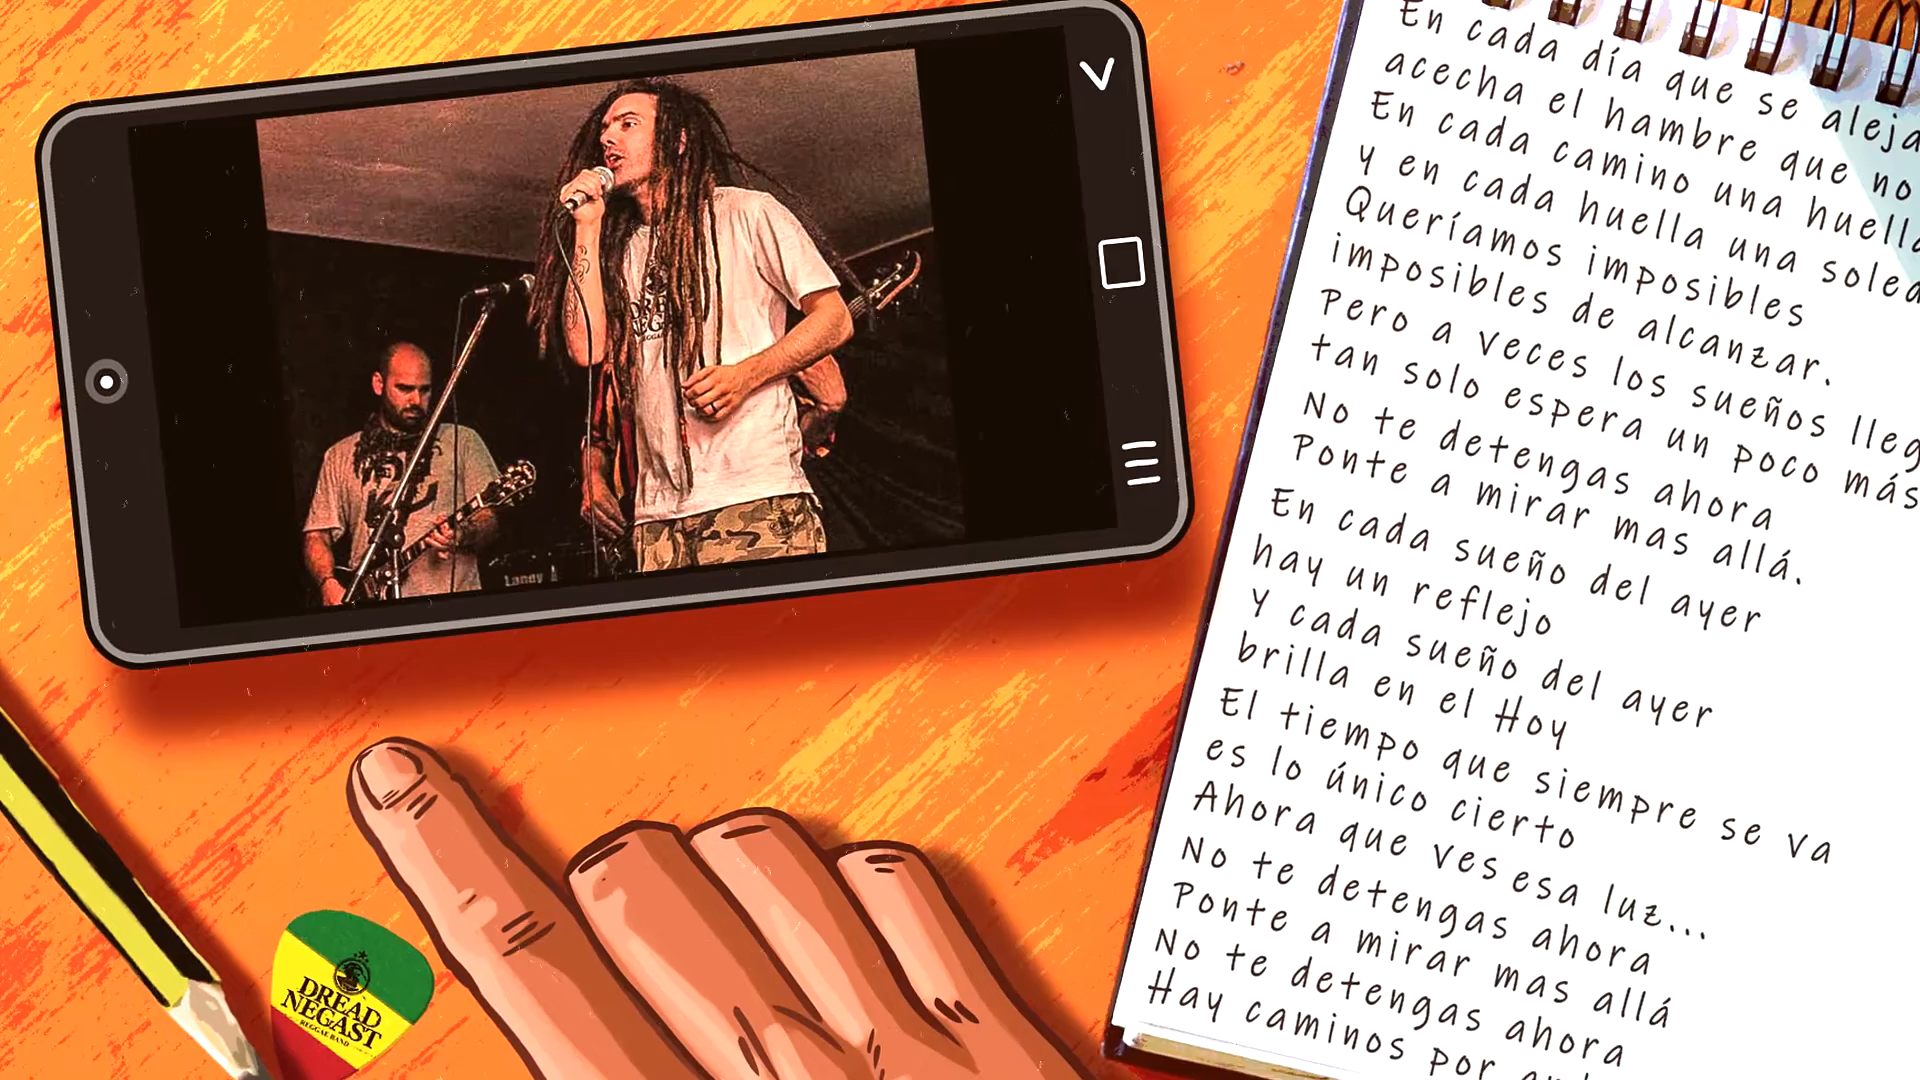 En cada día que se aleja
acecha el hambre que no
En cada camino una huella
y en cada huella una
Queríamos imposibles
imposibles de alcanzar.
Pero a veces los sueños
tan solo espera un poco más
No te detengas ahora
Ponte a mirar mas allá.
En cada sueño del ayer
hay un reflejo
Y cada sueño del ayer
brilla en el Hoy
El tiempo que siempre se va
es lo único cierto
Ahora que ves esa luz...
No te detengas ahora
Ponte a mirar mas allá
No te detengas ahora
Hay caminos por
DREAD
NEGAST
REGGAE BAND